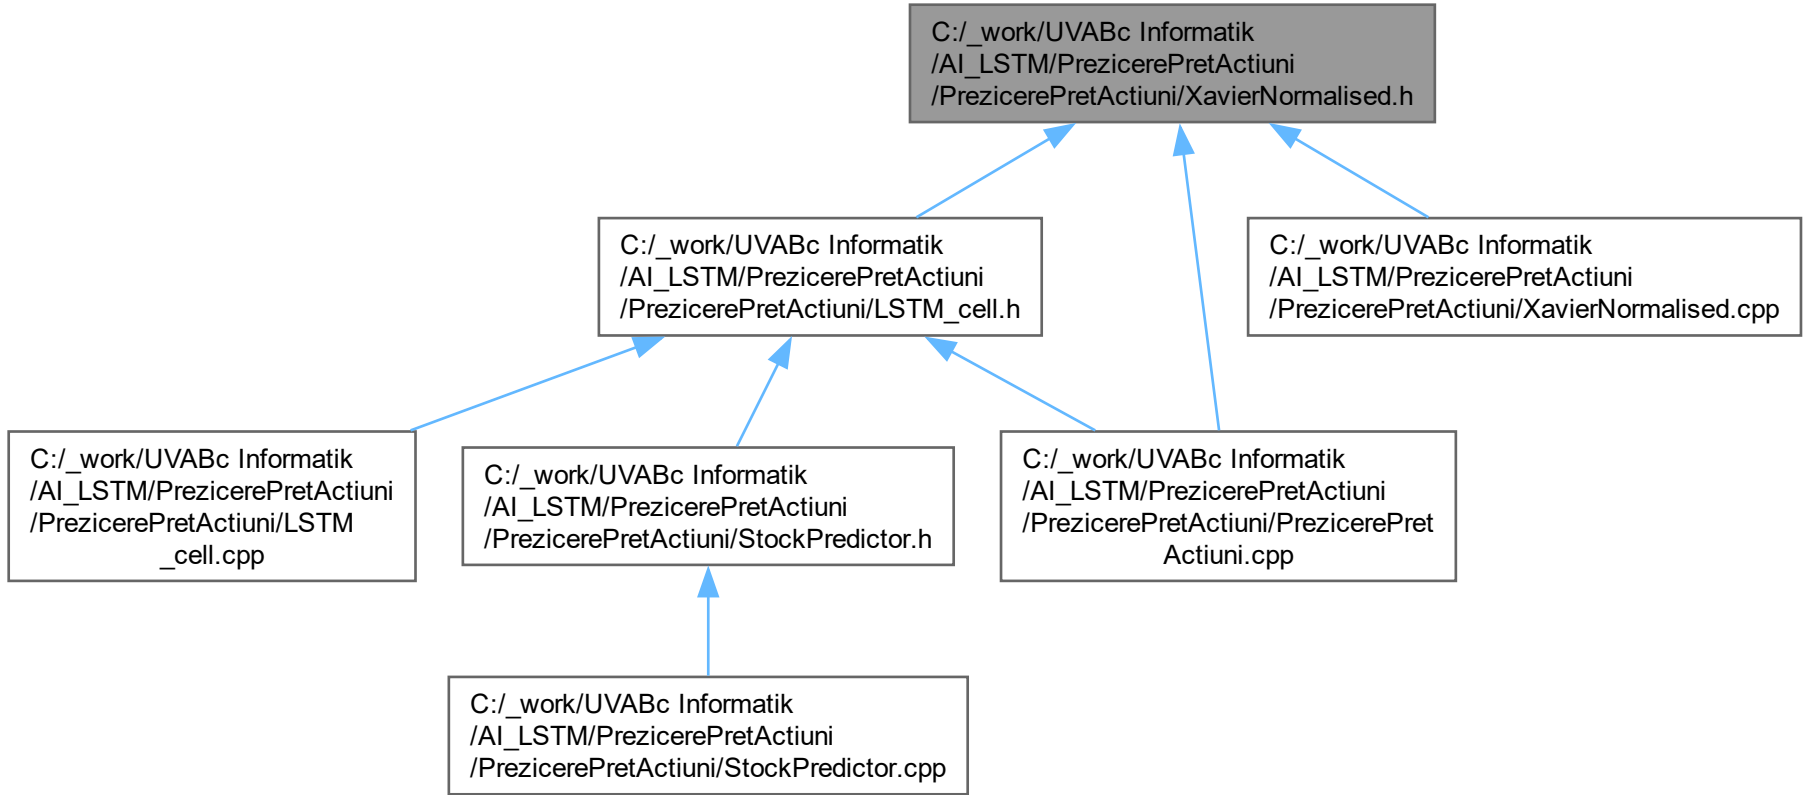 C:/_work/UVABc Informatik
/AI_LSTM/PrezicerePretActiuni
/PrezicerePretActiuni/XavierNormalised.h
C:/_work/UVABc Informatik
/AI_LSTM/PrezicerePretActiuni
/PrezicerePretActiuni/LSTM_cell.h
C:/_work/UVABc Informatik
/AI_LSTM/PrezicerePretActiuni
/PrezicerePretActiuni/XavierNormalised.cpp
C:/_work/UVABc Informatik
/AI_LSTM/PrezicerePretActiuni
/PrezicerePretActiuni/LSTM
_cell.cpp
C:/_work/UVABc Informatik
/AI_LSTM/PrezicerePretActiuni
/PrezicerePretActiuni/StockPredictor.h
C:/_work/UVABc Informatik
/AI_LSTM/PrezicerePretActiuni
/PrezicerePretActiuni/PrezicerePret
Actiuni.cpp
C:/_work/UVABc Informatik
/AI_LSTM/PrezicerePretActiuni
/PrezicerePretActiuni/StockPredictor.cpp